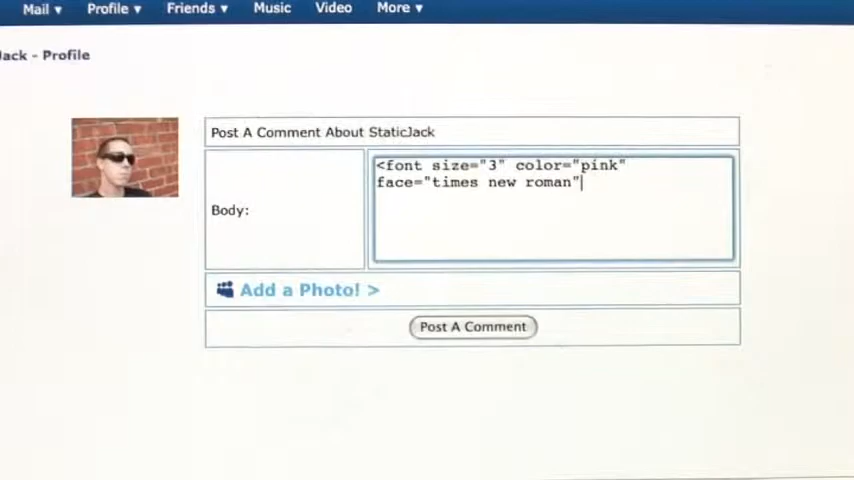 Mail ▾ Profile ▾ Friends ▾ Music Video More ▾
Jack - Profile
Post A Comment About StaticJack
<font size="3" color="pink"
face="times new roman"
Body:
Add a Photo! >
Post A Comment